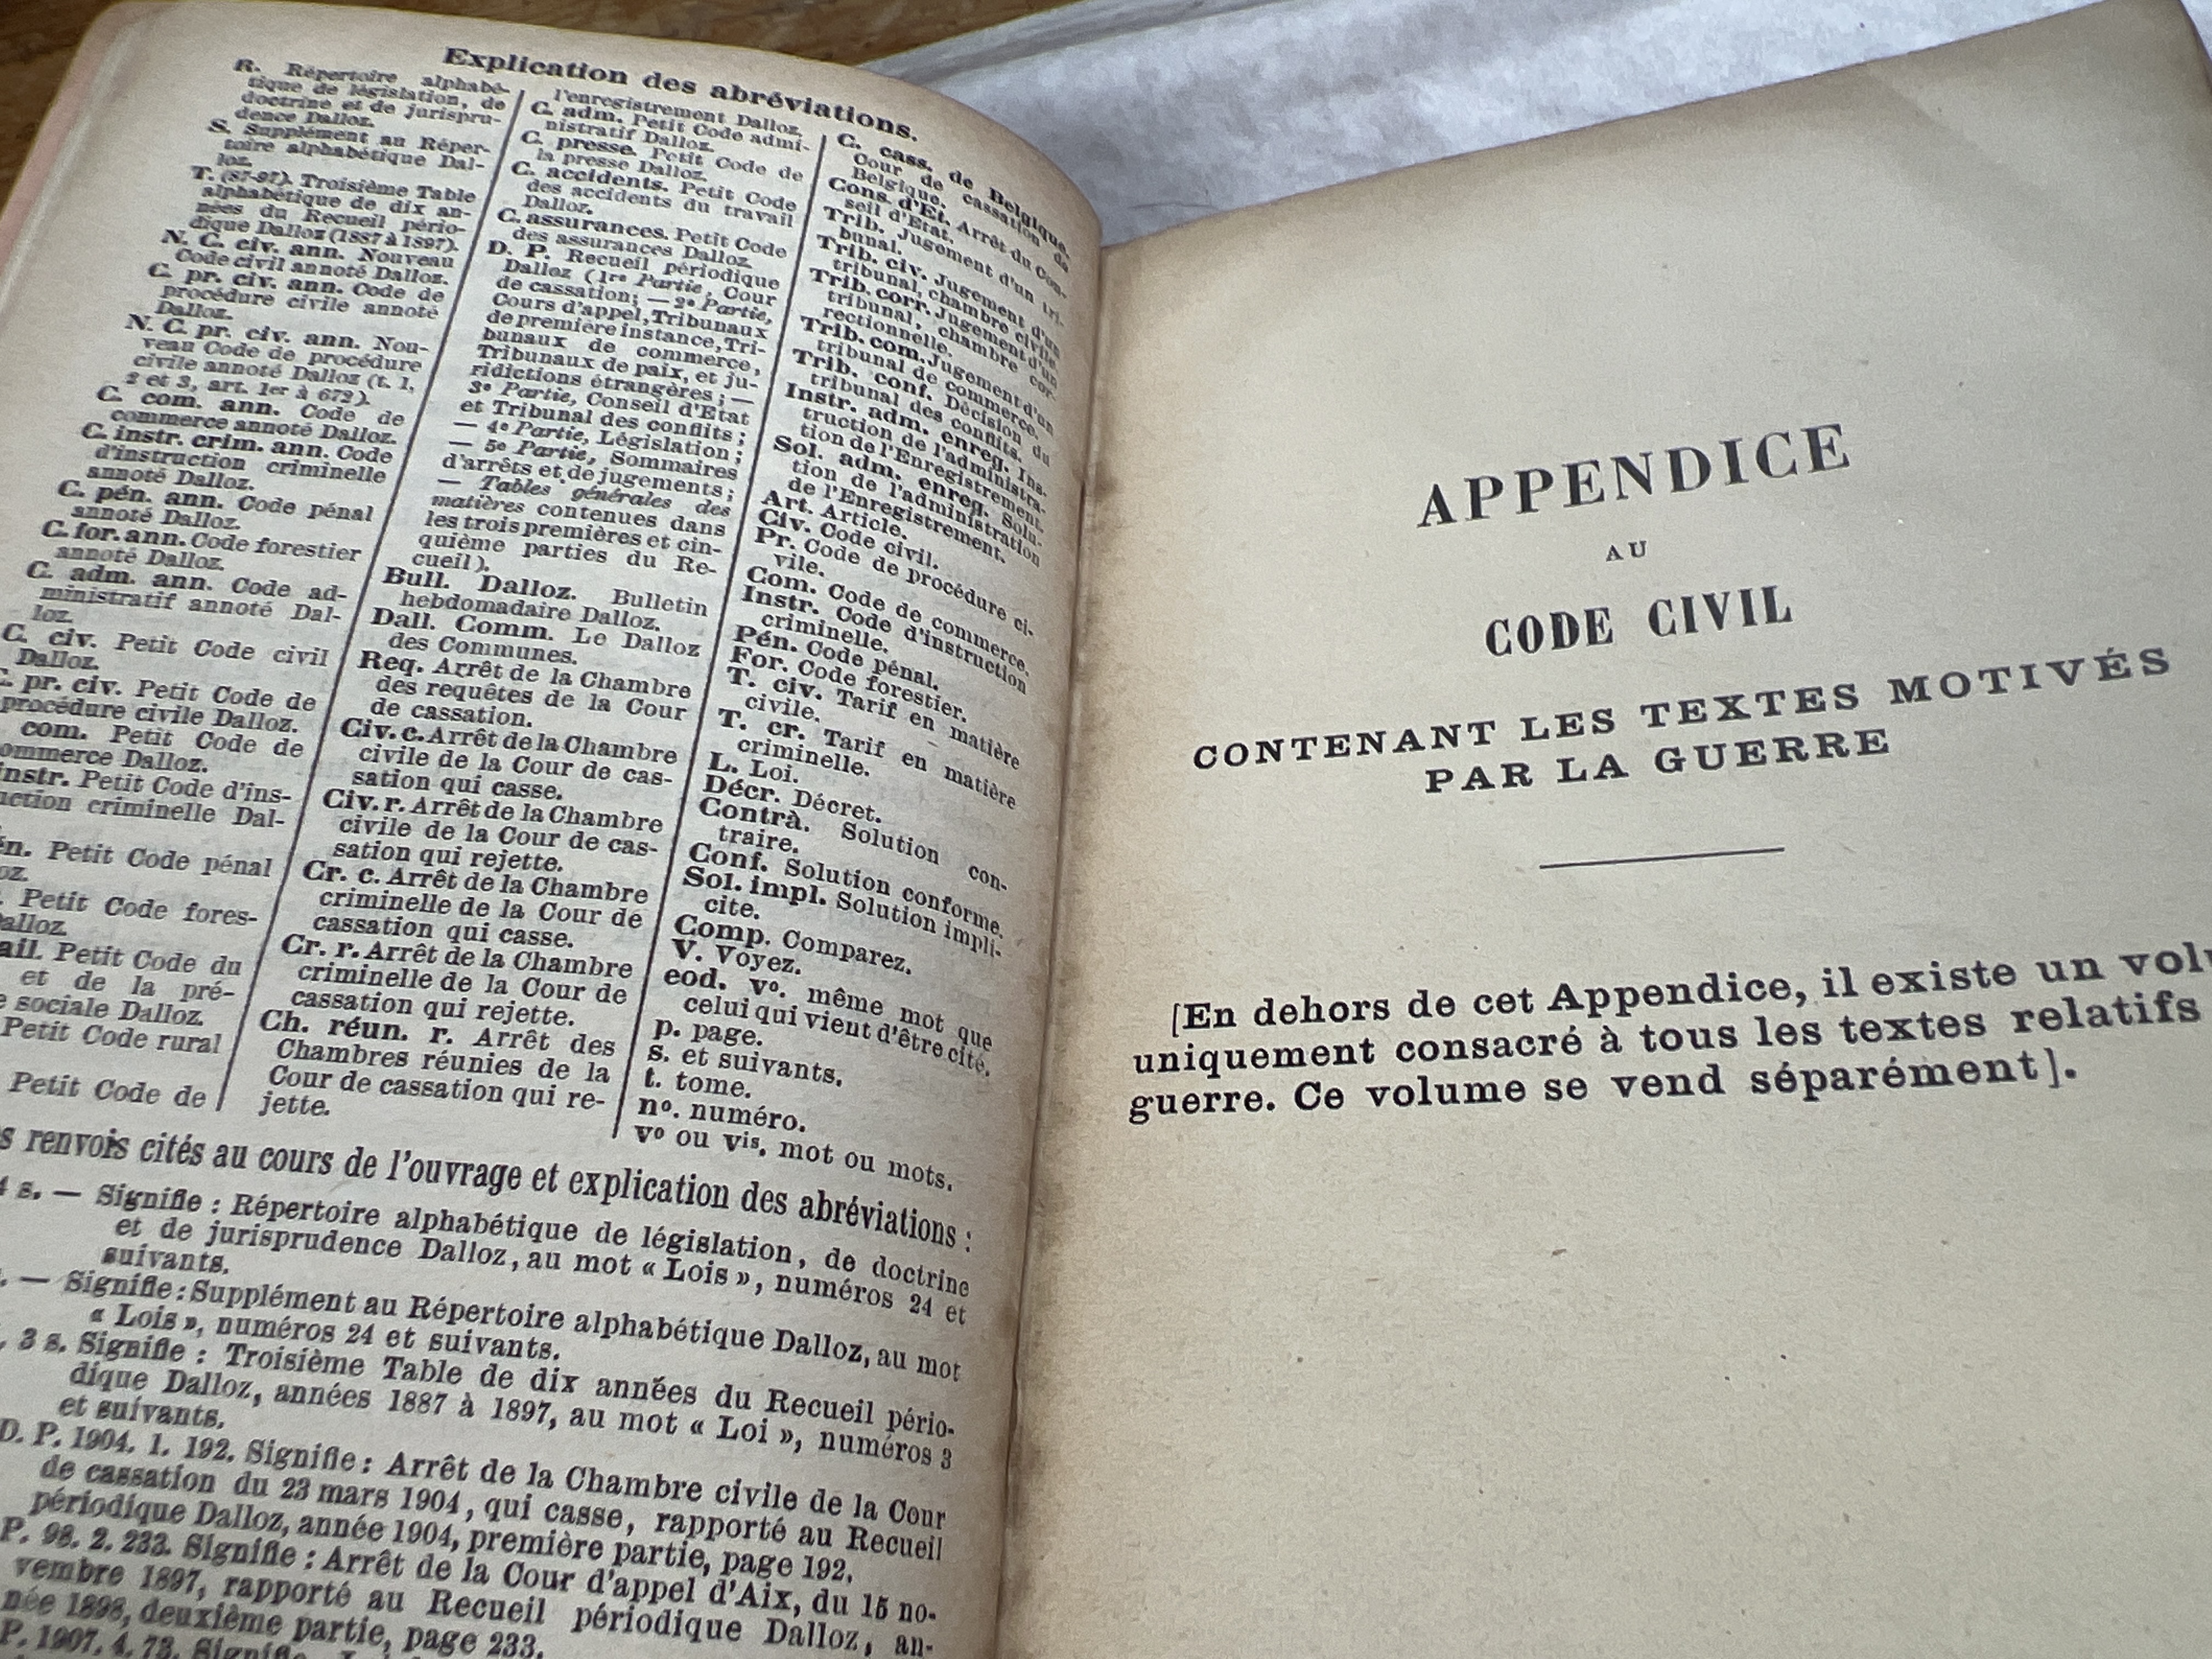 Explication des abréviations.
R. Répertoire alphabé-
tique de législation, de
doctrine et de jurispru-
dence Dalloz.
S. Supplément au Réper-
toire alphabétique Dal-
loz.
T. (87-97). Troisième Table
alphabétique de dix an-
nées du Recueil pério-
dique Dalloz (1887 à 1897).
N. C. civ. ann. Nouveau
Code civil annoté Dalloz.
C. pr. civ. ann. Code de
procédure civile annoté
Dalloz.
N. C. pr. civ. ann. Nou-
veau Code de procédure
civile annoté Dalloz (t. 1,
2 et 3, art. 1er à 672).
C. com. ann. Code de
commerce annoté Dalloz.
C. instr. crim. ann. Code
d'instruction criminelle
annoté Dalloz.
C. pén. ann. Code pénal
annoté Dalloz.
C. for. ann. Code forestier
annoté Dalloz.
C. adm. ann. Code ad-
ministratif annoté Dal-
loz.
C. civ. Petit Code civil
Dalloz.
C. pr. civ. Petit Code de
procédure civile Dalloz.
com. Petit Code de
ommerce Dalloz.
instr. Petit Code d'ins-
uction criminelle Dal-
én. Petit Code pénal
oz.
. Petit Code fores-
alloz.
ail. Petit Code du
et de la pré-
e sociale Dalloz.
Petit Code rural
Petit Code de
l'enregistrement Dalloz.
C. adm. Petit Code admi-
nistratif Dalloz.
C. presse. Petit Code de
la presse Dalloz.
C. accidents. Petit Code
des accidents du travail
Dalloz.
C. assurances. Petit Code
des assurances Dalloz.
D. P. Recueil périodique
Dalloz (1re Partie, Cour
de cassation; — 2e Partie,
Cours d'appel, Tribunaux
de première instance, Tri-
bunaux de commerce,
Tribunaux de paix, et ju-
ridictions étrangères; —
3e Partie, Conseil d'Etat
et Tribunal des conflits;
— 4e Partie, Législation;
— 5e Partie, Sommaires
d'arrêts et de jugements;
— Tables générales des
matières contenues dans
les trois premières et cin-
quième parties du Re-
cueil).
Bull. Dalloz. Bulletin
hebdomadaire Dalloz.
Dall. Comm. Le Dalloz
des Communes.
Req. Arrêt de la Chambre
des requêtes de la Cour
de cassation.
Civ. c. Arrêt de la Chambre
civile de la Cour de cas-
sation qui casse.
Civ. r. Arrêt de la Chambre
civile de la Cour de cas-
sation qui rejette.
Cr. c. Arrêt de la Chambre
criminelle de la Cour de
cassation qui casse.
Cr. r. Arrêt de la Chambre
criminelle de la Cour de
cassation qui rejette.
Ch. réun. r. Arrêt des
Chambres réunies de la
Cour de cassation qui re-
jette.
C. cass. de Belgique.
Cour de cassation de
Belgique.
Cons. d'Et. Arrêt du Con-
seil d'Etat.
Trib. Jugement d'un tri-
bunal.
Trib. civ. Jugement d'un
tribunal, chambre civile.
Trib. corr. Jugement d'un
tribunal, chambre cor-
rectionnelle.
Trib. com. Jugement d'un
tribunal de commerce.
Trib. conf. Décision du
tribunal des conflits.
Instr. adm. enreg. Ins-
truction de l'administra-
tion de l'Enregistrement.
Sol. adm. enreg. Solu-
tion de l'administration
de l'Enregistrement.
Art. Article.
Civ. Code civil.
Pr. Code de procédure ci-
vile.
Com. Code de commerce.
Instr. Code d'instruction
criminelle.
Pén. Code pénal.
For. Code forestier.
T. civ. Tarif en matière
civile.
T. cr. Tarif en matière
criminelle.
L. Loi.
Décr. Décret.
Contrà. Solution con-
traire.
Conf. Solution conforme.
Sol. impl. Solution impli-
cite.
Comp. Comparez.
V. Voyez.
eod. vo. même mot que
celui qui vient d'être cité.
p. page.
s. et suivants.
t. tome.
no. numéro.
vo ou vis. mot ou mots.
s renvois cités au cours de l'ouvrage et explication des abréviations :
4 s. — Signifie : Répertoire alphabétique de législation, de doctrine
et de jurisprudence Dalloz, au mot « Lois », numéros 24 et
suivants.
. — Signifie : Supplément au Répertoire alphabétique Dalloz, au mot
« Lois », numéros 24 et suivants.
, 3 s. Signifie : Troisième Table de dix années du Recueil pério-
dique Dalloz, années 1887 à 1897, au mot « Loi », numéros 3
et suivants.
D. P. 1904. 1. 192. Signifie : Arrêt de la Chambre civile de la Cour
de cassation du 23 mars 1904, qui casse, rapporté au Recueil
périodique Dalloz, année 1904, première partie, page 192.
P. 98. 2. 233. Signifie : Arrêt de la Cour d'appel d'Aix, du 15 no-
vembre 1897, rapporté au Recueil périodique Dalloz, an-
née 1898, deuxième partie, page 233.
P. 1907. 4. 73. Signifie
APPENDICE
AU
CODE CIVIL
CONTENANT LES TEXTES MOTIVÉS
PAR LA GUERRE
[En dehors de cet Appendice, il existe un volu
uniquement consacré à tous les textes relatifs
guerre. Ce volume se vend séparément].